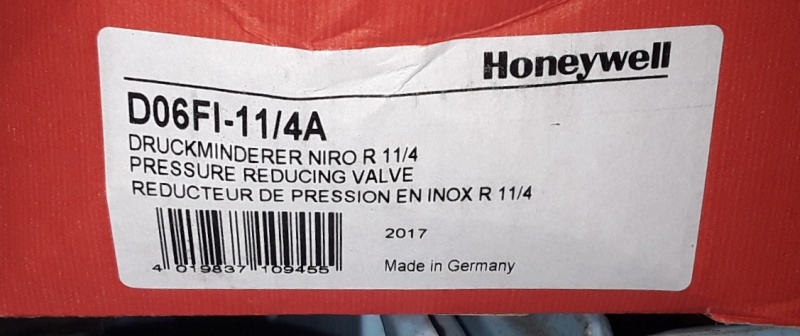 Honeywell
D06FI-11/4A
DRUCKMINDERER NIRO R 11/4
PRESSURE REDUCING VALVE
REDUCTEUR DE PRESSION EN INOX R 11/4
2017
4 019837 109455
Made in Germany